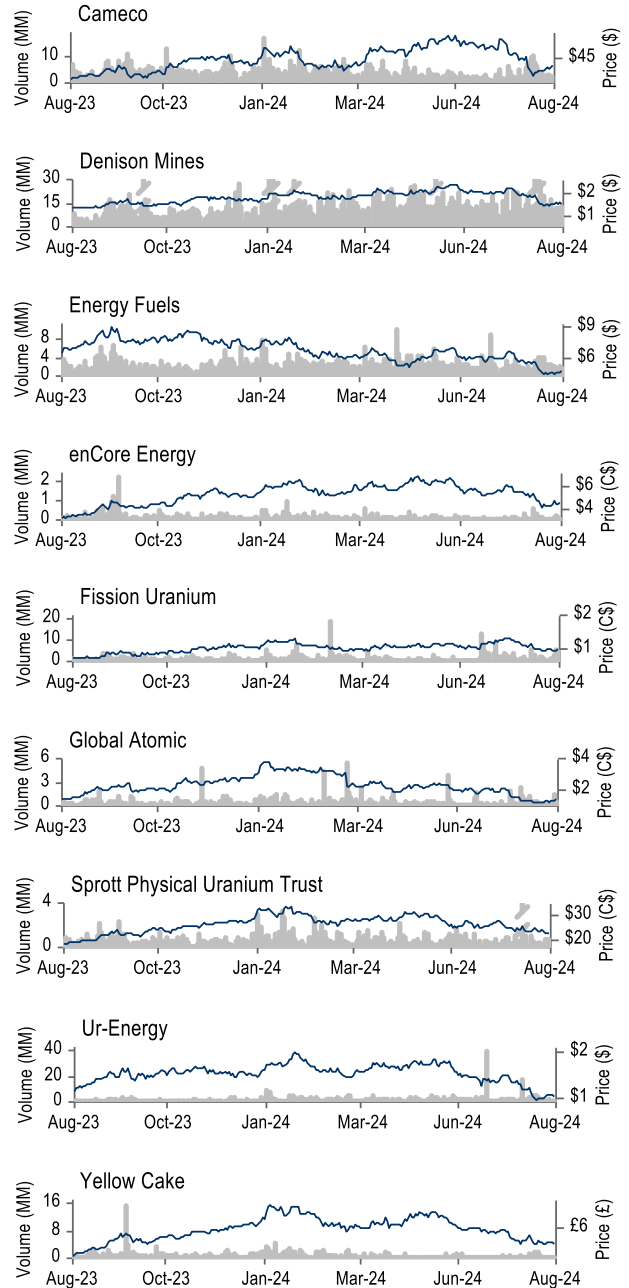 Cameco
Volume (MM)
10
0
$45
Price ($)
Aug-23 Oct-23 Jan-24 Mar-24 Jun-24 Aug-24
Denison Mines
Volume (MM)
30
15
0
$2
$1
Price ($)
Aug-23 Oct-23 Jan-24 Mar-24 Jun-24 Aug-24
Energy Fuels
Volume (MM)
8
4
0
$9
$6
Price ($)
Aug-23 Oct-23 Jan-24 Mar-24 Jun-24 Aug-24
enCore Energy
Volume (MM)
2
1
0
$6
$4
Price (C$)
Aug-23 Oct-23 Jan-24 Mar-24 Jun-24 Aug-24
Fission Uranium
Volume (MM)
20
10
0
$2
$1
Price (C$)
Aug-23 Oct-23 Jan-24 Mar-24 Jun-24 Aug-24
Global Atomic
Volume (MM)
6
3
0
$4
$2
Price (C$)
Aug-23 Oct-23 Jan-24 Mar-24 Jun-24 Aug-24
Sprott Physical Uranium Trust
Volume (MM)
4
0
$30
$20
Price (C$)
Aug-23 Oct-23 Jan-24 Mar-24 Jun-24 Aug-24
Ur-Energy
Volume (MM)
40
20
0
$2
$1
Price ($)
Aug-23 Oct-23 Jan-24 Mar-24 Jun-24 Aug-24
Yellow Cake
Volume (MM)
16
8
0
£6
Price (£)
Aug-23 Oct-23 Jan-24 Mar-24 Jun-24 Aug-24